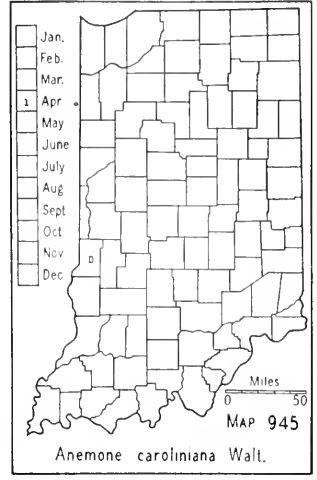 Jan.
Feb.
Mar.
1 Apr
May
June
July
Aug
Sept
Oct
Nov
Dec
D
Miles
0 50
MAP 945
Anemone caroliniana Walt.